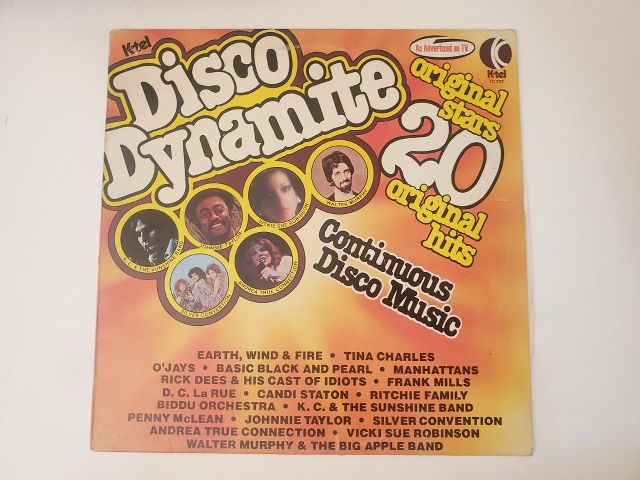 K-tel
Disco
Dynamite
As Advertised on TV
K-tel
original
stars
20
original
hits
K.C. & THE SUNSHINE BAND
JOHNNIE TAYLOR
VICKIE SUE ROBINSON
WALTER MURPHY
SILVER CONVENTION
ANDREA TRUE CONNECTION
Continuous
Disco Music
EARTH, WIND & FIRE • TINA CHARLES
O'JAYS • BASIC BLACK AND PEARL • MANHATTANS
RICK DEES & HIS CAST OF IDIOTS • FRANK MILLS
D. C. La RUE • CANDI STATON • RITCHIE FAMILY
BIDDU ORCHESTRA • K. C. & THE SUNSHINE BAND
PENNY McLEAN • JOHNNIE TAYLOR • SILVER CONVENTION
ANDREA TRUE CONNECTION • VICKI SUE ROBINSON
WALTER MURPHY & THE BIG APPLE BAND